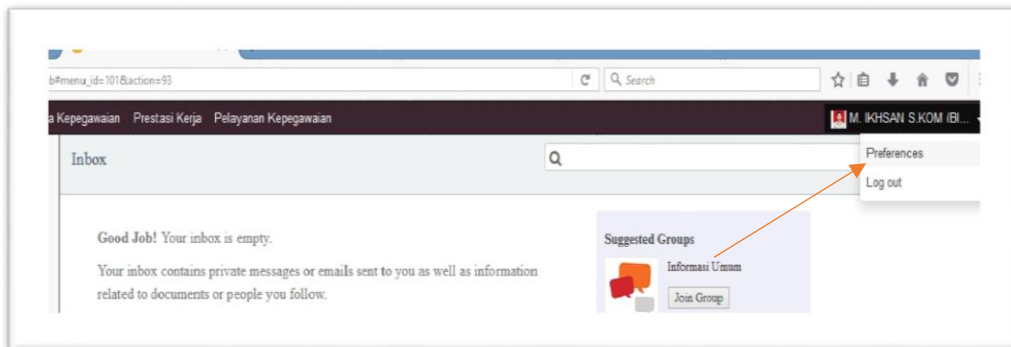 b#menu_id=101&action=93
Search
a Kepegawaian Prestasi Kerja Pelayanan Kepegawaian
M. IKHSAN S.KOM (BI...
Inbox
Preferences
Log out
Good Job! Your inbox is empty.
Your inbox contains private messages or emails sent to you as well as information
related to documents or people you follow.
Suggested Groups
Informasi Umum
Join Group